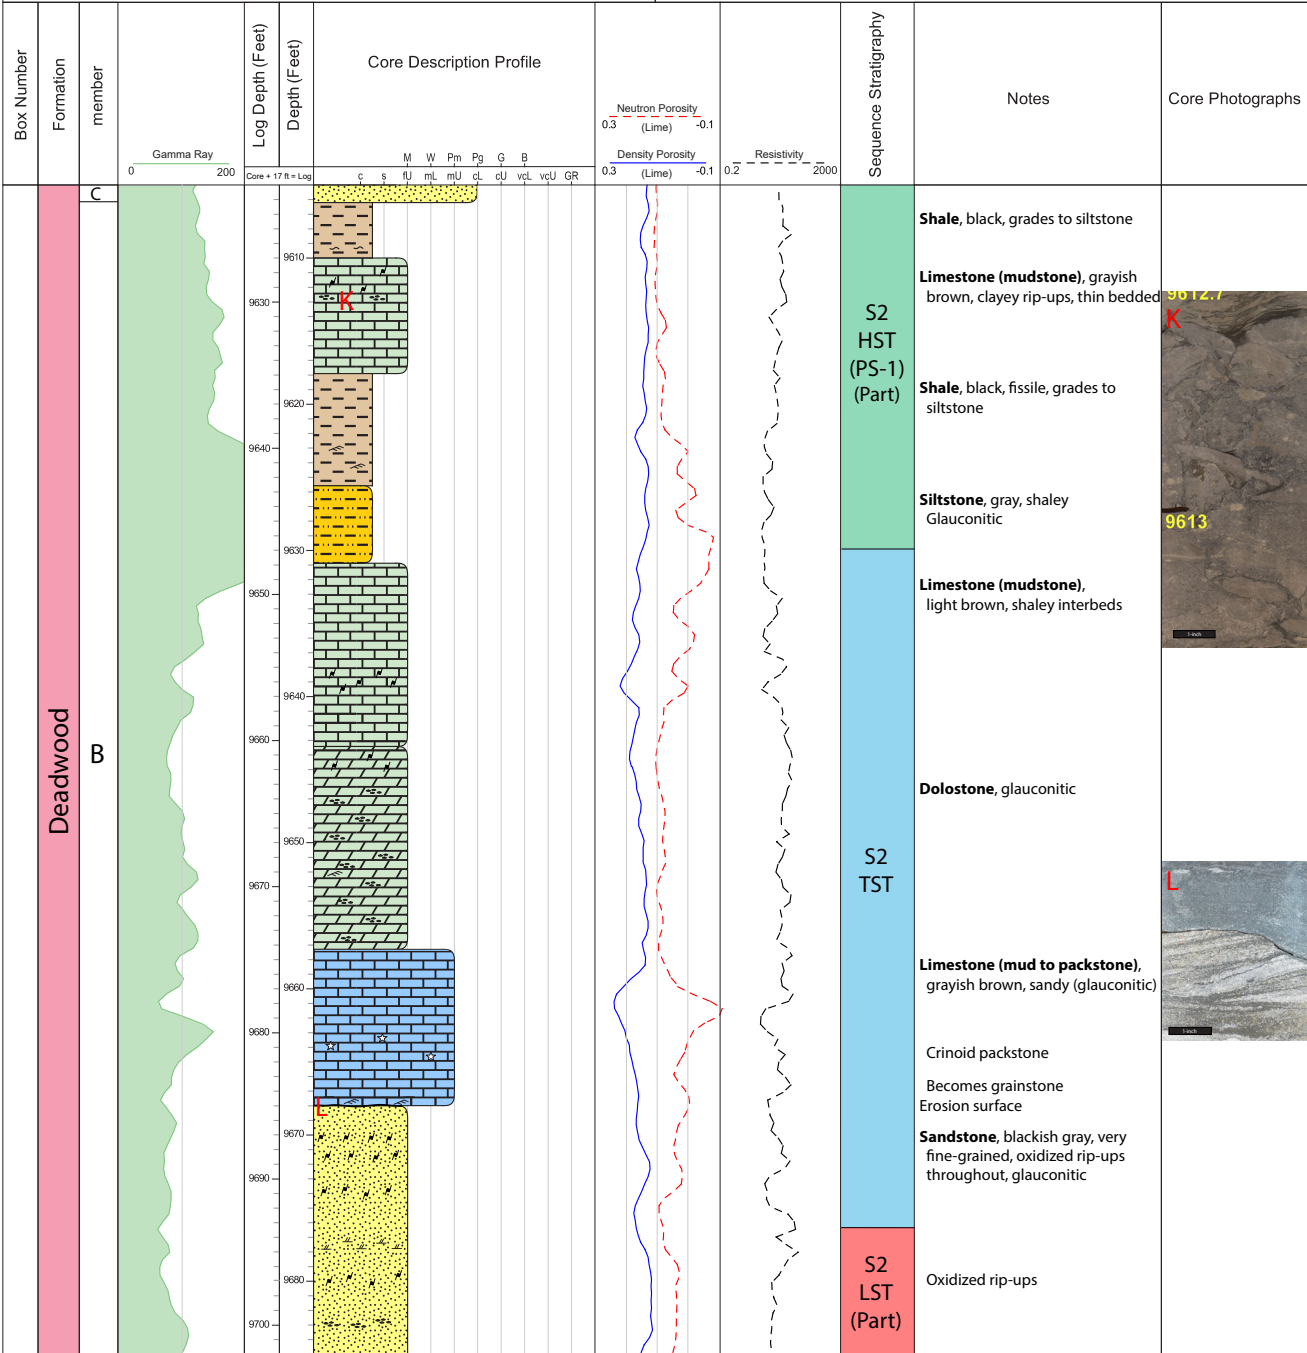 Box Number
Formation
member
Gamma Ray
0 200
Log Depth (Feet)
Depth (Feet)
Core + 17 ft = Log
Core Description Profile
M W Pm Pg G B
c s fU mL mU cL cU vcL vcU GR
Neutron Porosity
0.3 (Lime) -0.1
Density Porosity
0.3 (Lime) -0.1
Resistivity
0.2 2000
Sequence Stratigraphy
Notes
Core Photographs
Deadwood
C
B
9630
9640
9650
9660
9670
9680
9690
9700
9610
9620
9630
9640
9650
9660
9670
9680
K
L
S2
HST
(PS-1)
(Part)
S2
TST
S2
LST
(Part)
Shale, black, grades to siltstone
Limestone (mudstone), grayish
brown, clayey rip-ups, thin bedded
Shale, black, fissile, grades to
siltstone
Siltstone, gray, shaley
Glauconitic
Limestone (mudstone),
light brown, shaley interbeds
Dolostone, glauconitic
Limestone (mud to packstone),
grayish brown, sandy (glauconitic)
Crinoid packstone
Becomes grainstone
Erosion surface
Sandstone, blackish gray, very
fine-grained, oxidized rip-ups
throughout, glauconitic
Oxidized rip-ups
9612.7
K
9613
1-inch
L
1-inch